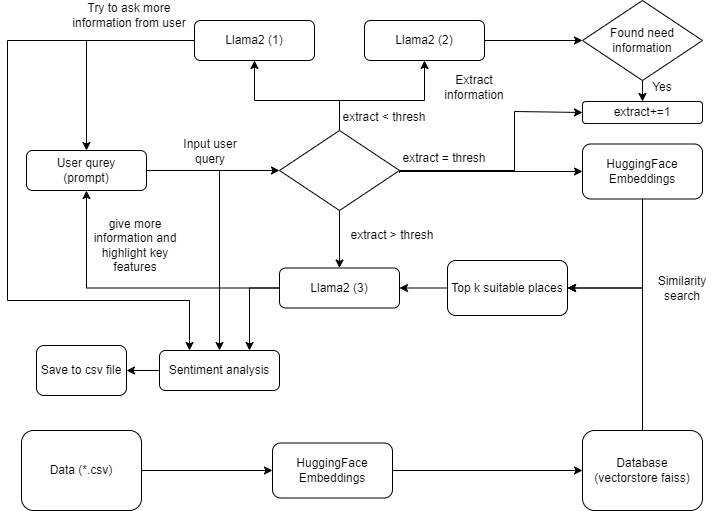 Try to ask more
information from user
Llama2 (1)
Llama2 (2)
Found need
information
Extract
information
Yes
extract < thresh
extract+=1
User qurey
(prompt)
Input user
query
extract = thresh
HuggingFace
Embeddings
give more
information and
highlight key
features
extract > thresh
Llama2 (3)
Top k suitable places
Similarity
search
Save to csv file
Sentiment analysis
Data (*.csv)
HuggingFace
Embeddings
Database
(vectorstore faiss)